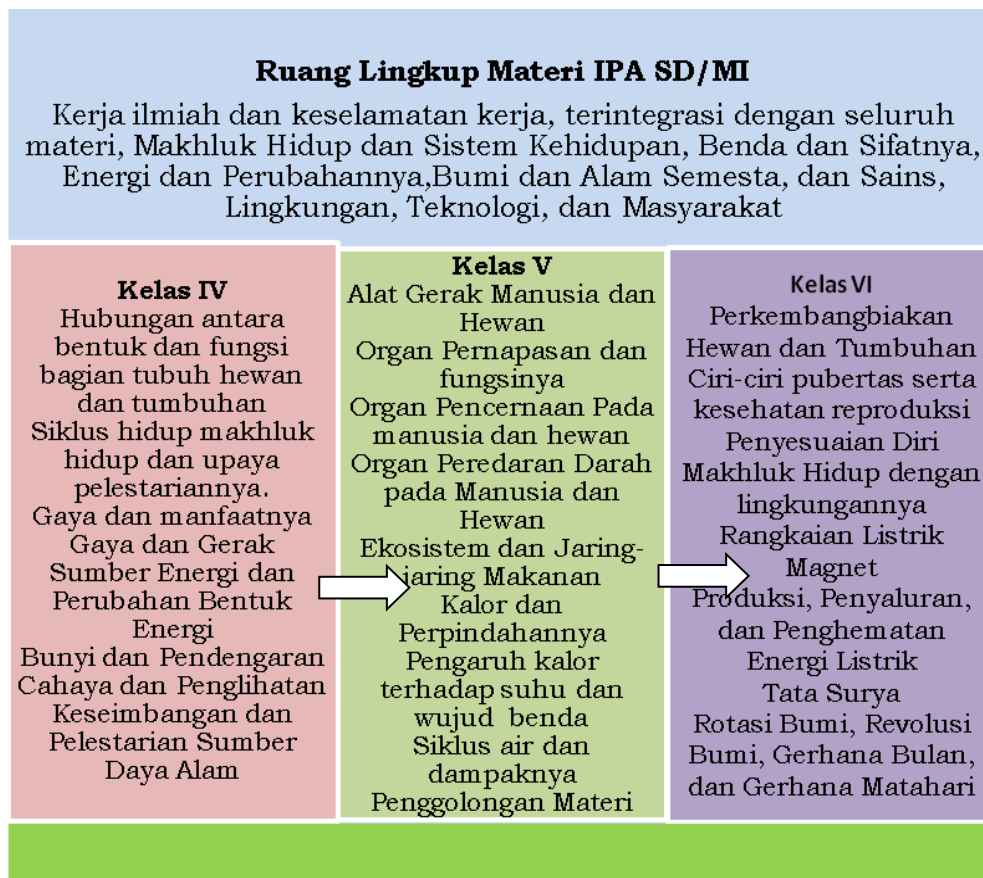 Ruang Lingkup Materi IPA SD/MI
Kerja ilmiah dan keselamatan kerja, terintegrasi dengan seluruh
materi, Makhluk Hidup dan Sistem Kehidupan, Benda dan Sifatnya,
Energi dan Perubahannya,Bumi dan Alam Semesta, dan Sains,
Lingkungan, Teknologi, dan Masyarakat
Kelas IV
Hubungan antara
bentuk dan fungsi
bagian tubuh hewan
dan tumbuhan
Siklus hidup makhluk
hidup dan upaya
pelestariannya.
Gaya dan manfaatnya
Gaya dan Gerak
Sumber Energi dan
Perubahan Bentuk
Energi
Bunyi dan Pendengaran
Cahaya dan Penglihatan
Keseimbangan dan
Pelestarian Sumber
Daya Alam
Kelas V
Alat Gerak Manusia dan
Hewan
Organ Pernapasan dan
fungsinya
Organ Pencernaan Pada
manusia dan hewan
Organ Peredaran Darah
pada Manusia dan
Hewan
Ekosistem dan Jaring-
jaring Makanan
Kalor dan
Perpindahannya
Pengaruh kalor
terhadap suhu dan
wujud benda
Siklus air dan
dampaknya
Penggolongan Materi
Kelas VI
Perkembangbiakan
Hewan dan Tumbuhan
Ciri-ciri pubertas serta
kesehatan reproduksi
Penyesuaian Diri
Makhluk Hidup dengan
lingkungannya
Rangkaian Listrik
Magnet
Produksi, Penyaluran,
dan Penghematan
Energi Listrik
Tata Surya
Rotasi Bumi, Revolusi
Bumi, Gerhana Bulan,
dan Gerhana Matahari